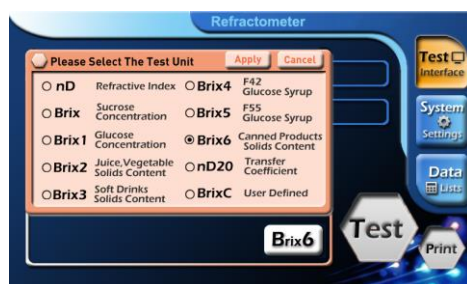 Refractometer
Please Select The Test Unit
Apply
Cancel
nD Refractive Index
Brix4 F42 Glucose Syrup
Brix Sucrose Concentration
Brix5 F55 Glucose Syrup
Brix1 Glucose Concentration
Brix6 Canned Products Solids Content
Brix2 Juice,Vegetable Solids Content
nD20 Transfer Coefficient
Brix3 Soft Drinks Solids Content
BrixC User Defined
Brix6
Test
Print
Test
Interface
System
Settings
Data
Lists